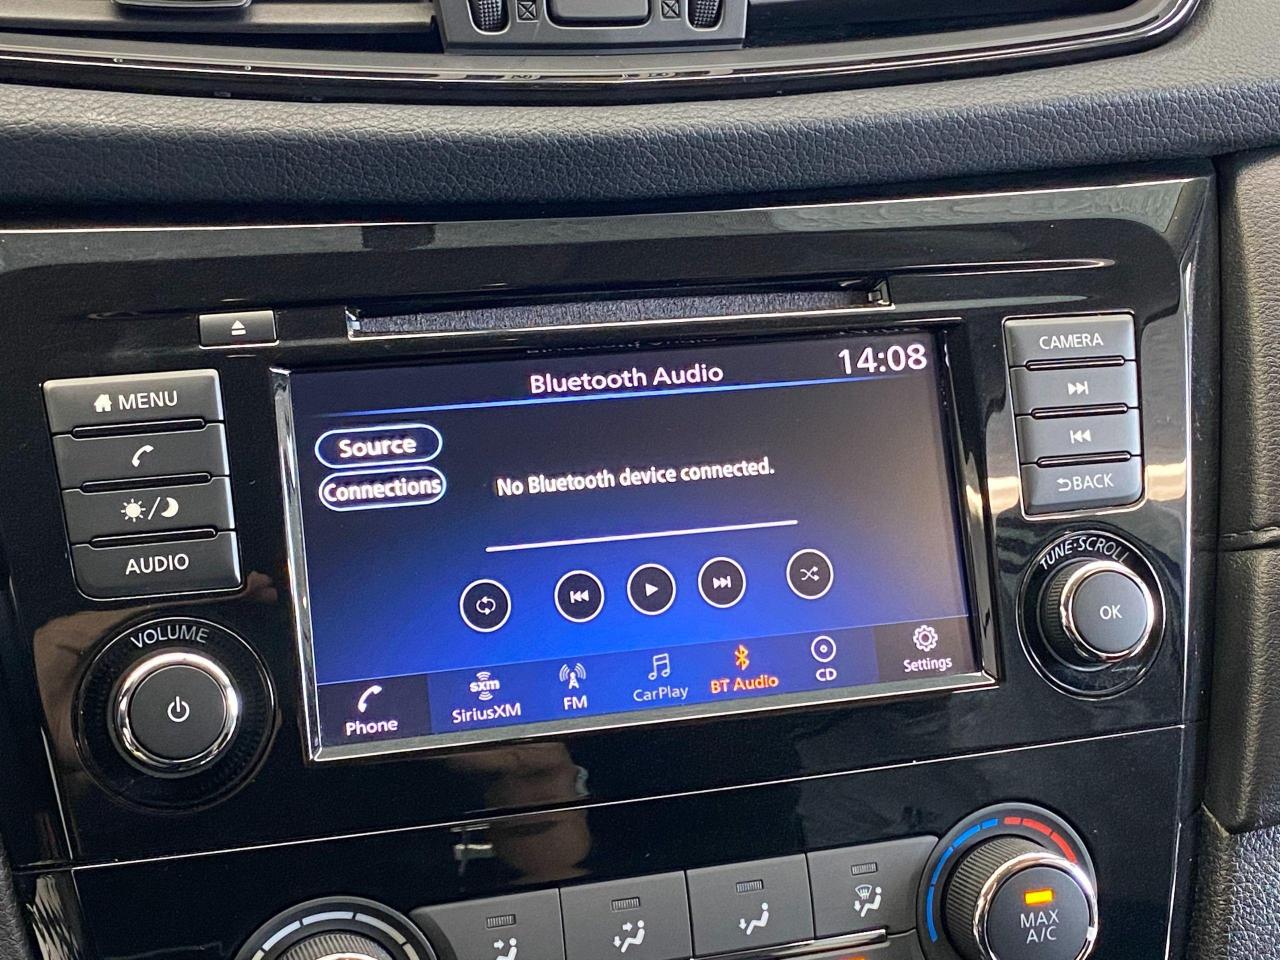 MENU
AUDIO
VOLUME
Bluetooth Audio
14:08
Source
Connections
No Bluetooth device connected.
Phone
sxm
SiriusXM
FM
CarPlay
BT Audio
CD
Settings
CAMERA
BACK
TUNE·SCROLL
OK
MAX
A/C